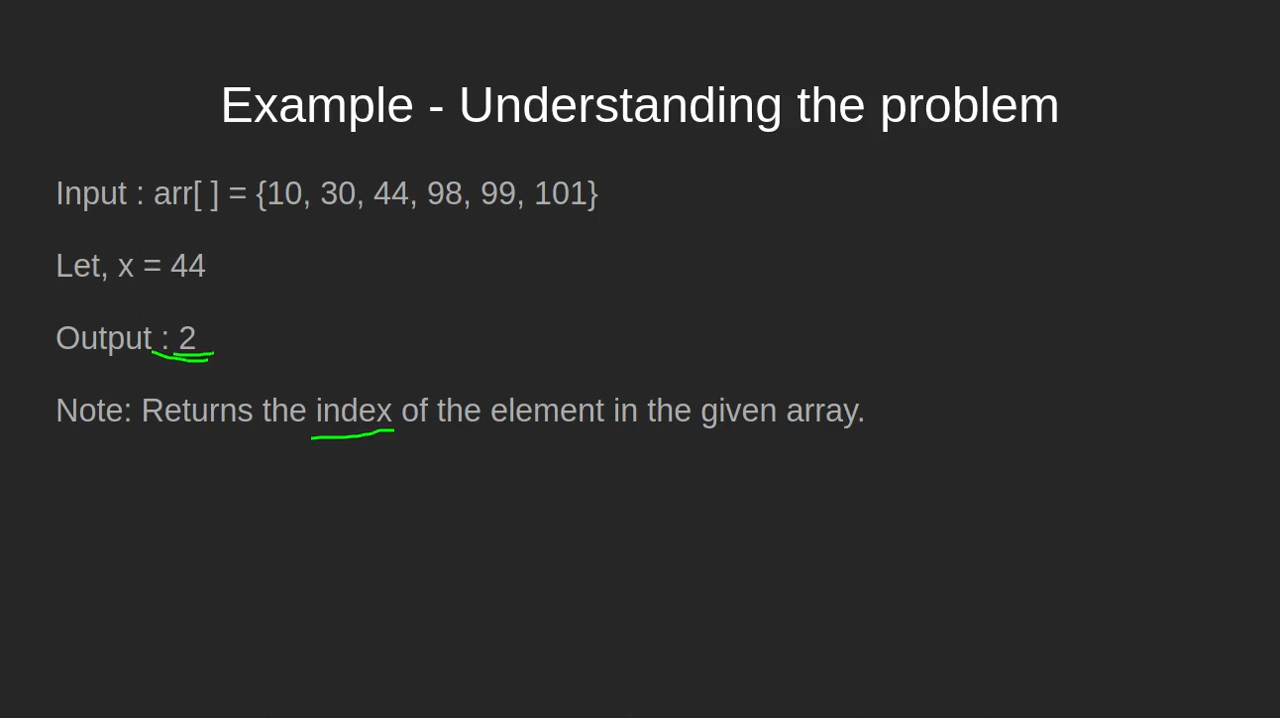 Example - Understanding the problem
Input : arr[ ] = {10, 30, 44, 98, 99, 101}
Let, x = 44
Output : 2
Note: Returns the index of the element in the given array.